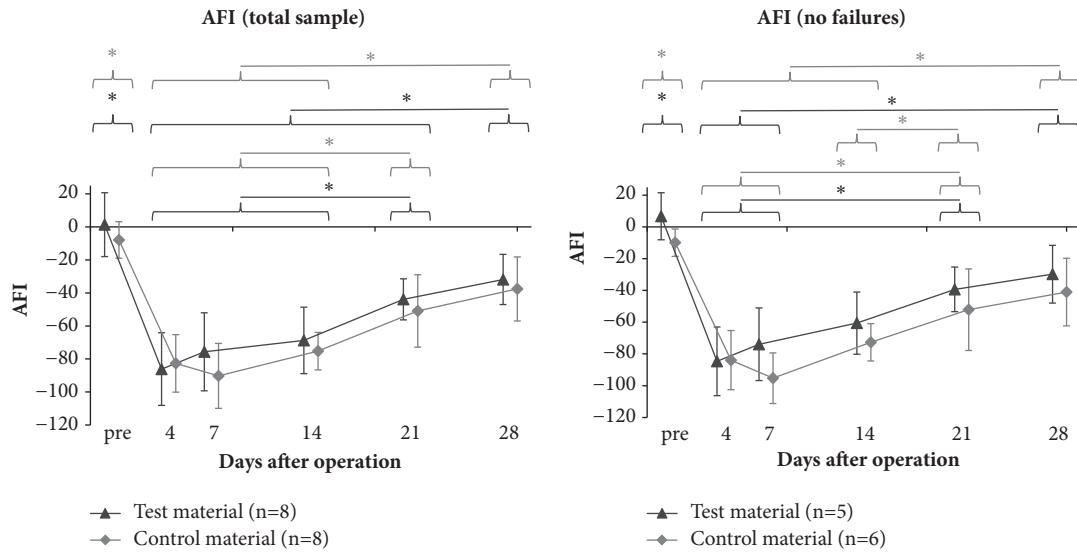 AFI (total sample)
*
*
*
*
*
*
20
0
−20
−40
−60
−80
−100
−120
AFI
pre 4 7 14 21 28
Days after operation
Test material (n=8)
Control material (n=8)
AFI (no failures)
*
*
*
*
*
*
*
20
0
−20
−40
−60
−80
−100
−120
AFI
pre 4 7 14 21 28
Days after operation
Test material (n=5)
Control material (n=6)